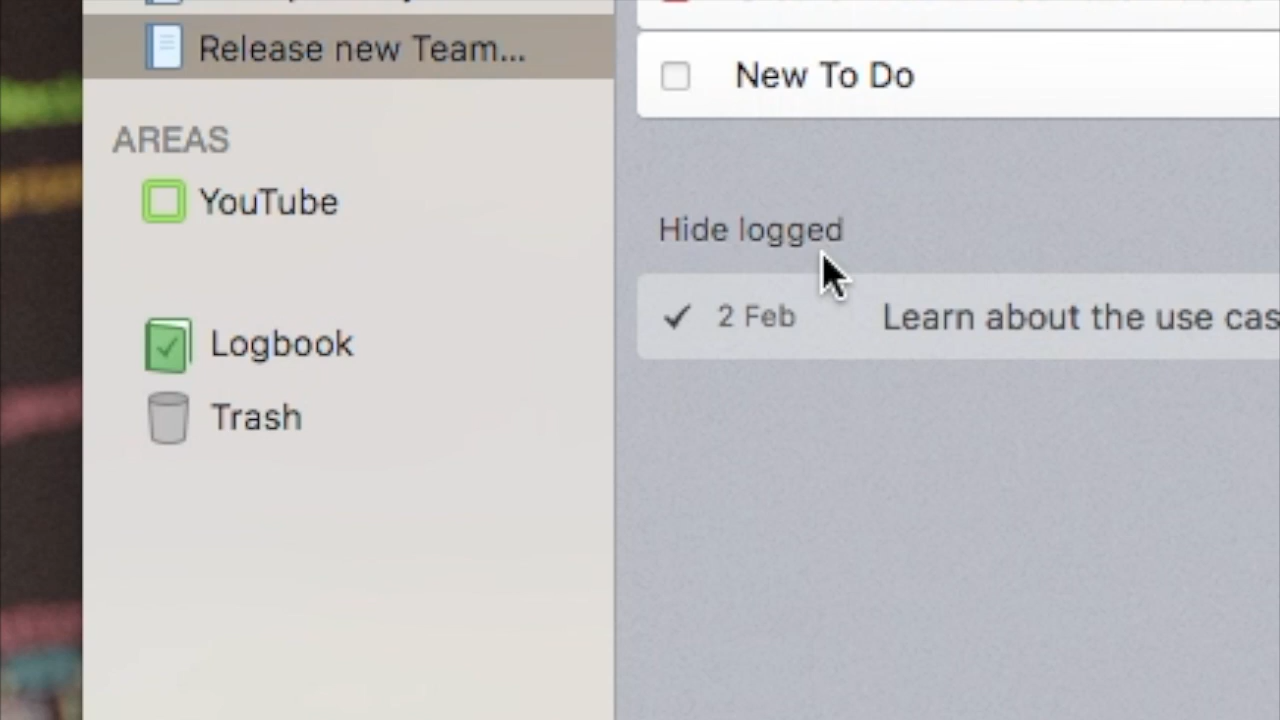 Release new Team...
New To Do
AREAS
YouTube
Hide logged
2 Feb
Learn about the use cas
Logbook
Trash